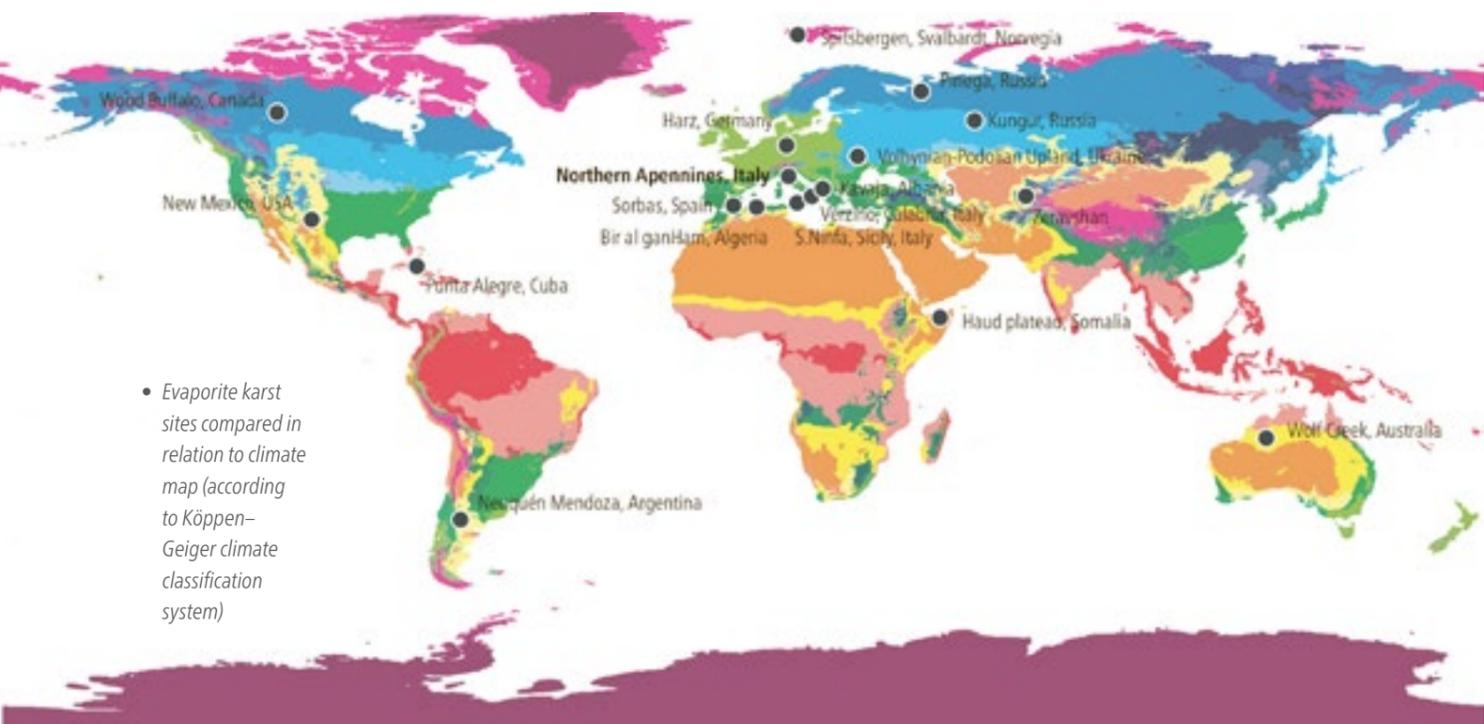 Spitsbergen, Svalbardt, Norvegia
Pinega, Russia
Wood Buffalo, Canada
Harz, Germany
Kungur, Russia
Volhynian-Podolian Upland, Ukraine
Northern Apennines, Italy
Kavaja, Albania
New Mexico, USA
Sorbas, Spain
Verzino, Calabria, Italy
Zeravshan
Bir al ganHam, Algeria
S.Ninfa, Sicily, Italy
Punta Alegre, Cuba
Haud plateau, Somalia
• Evaporite karst
sites compared in
relation to climate
map (according
to Köppen–
Geiger climate
classification
system)
Wolf Creek, Australia
Neuquén Mendoza, Argentina